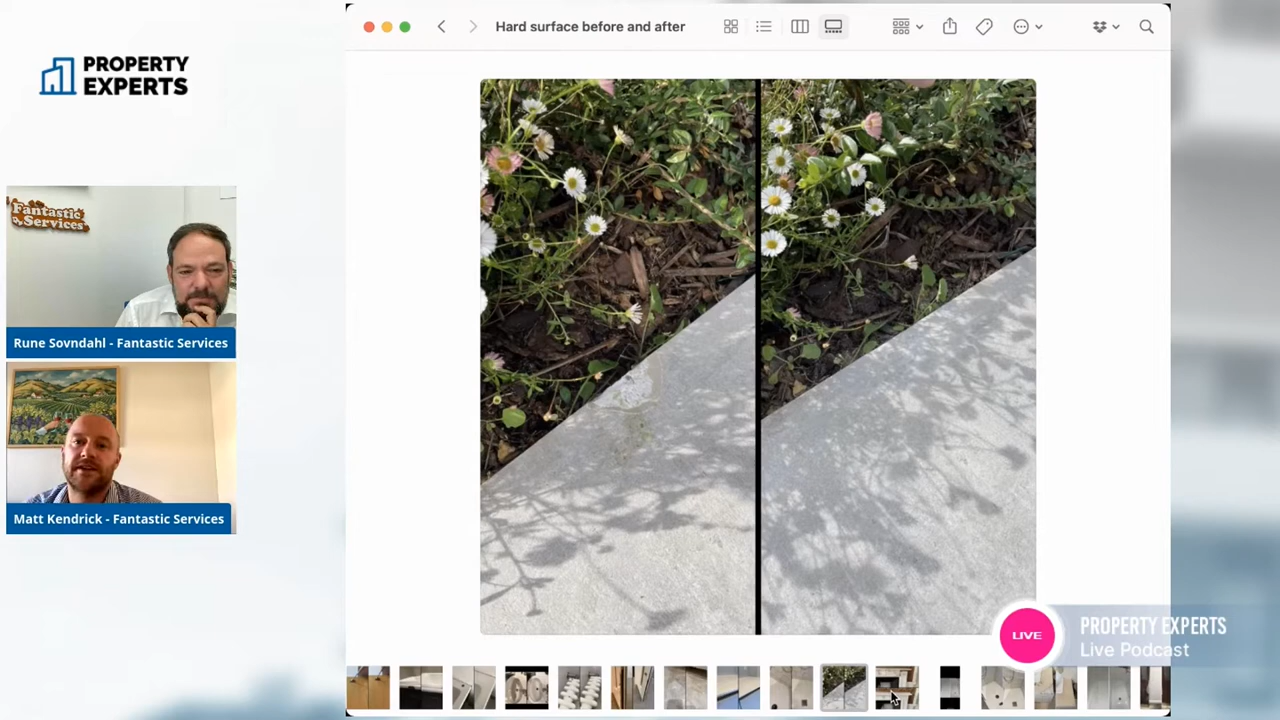 PROPERTY
EXPERTS
Hard surface before and after
Fantastic
Services
Rune Sovndahl - Fantastic Services
Matt Kendrick - Fantastic Services
LIVE
PROPERTY EXPERTS
Live Podcast